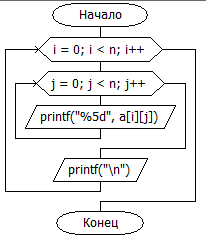 Начало
i = 0; i < n; i++
j = 0; j < n; j++
printf("%5d", a[i][j])
printf("\n")
Конец